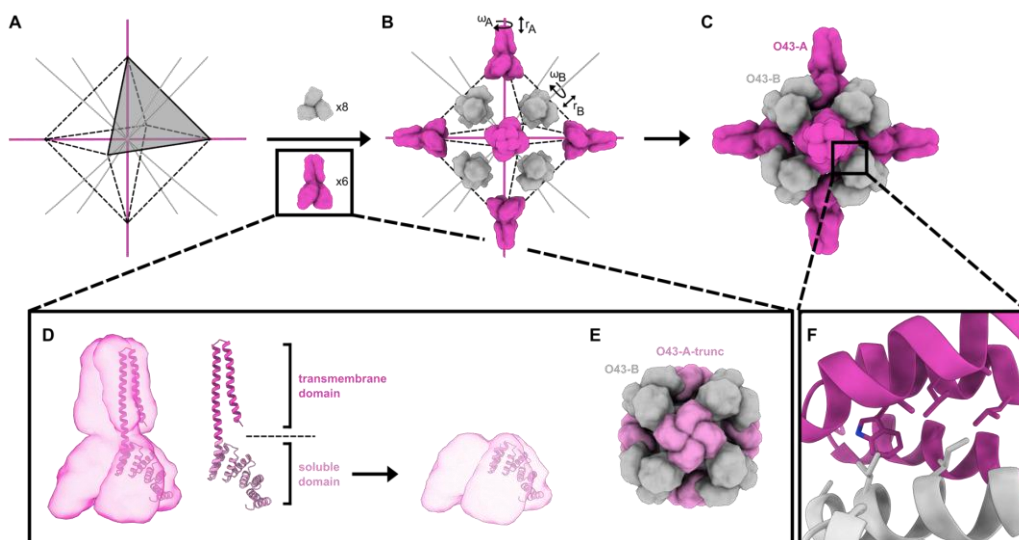 A
B
C
ωA
rA
ωB
rB
x8
x6
O43-A
O43-B
D
transmembrane
domain
soluble
domain
E
O43-A-trunc
O43-B
F